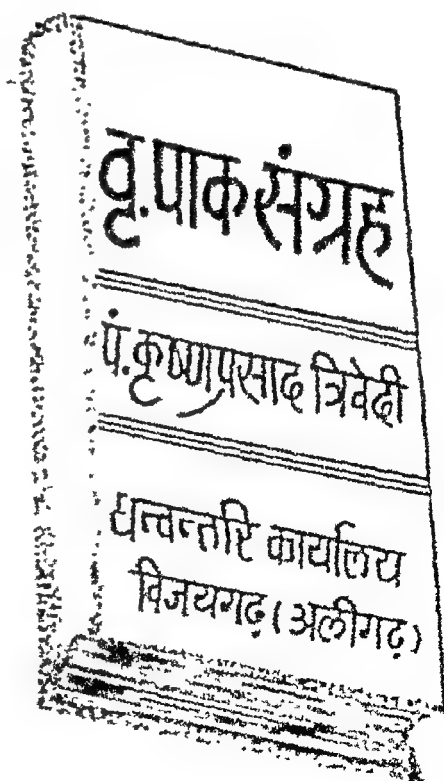 वृ.पाक संग्रह
पं.कृष्णप्रसाद त्रिवेदी
धन्वन्तरि कार्यालय
विजयगढ़ (अलीगढ़)